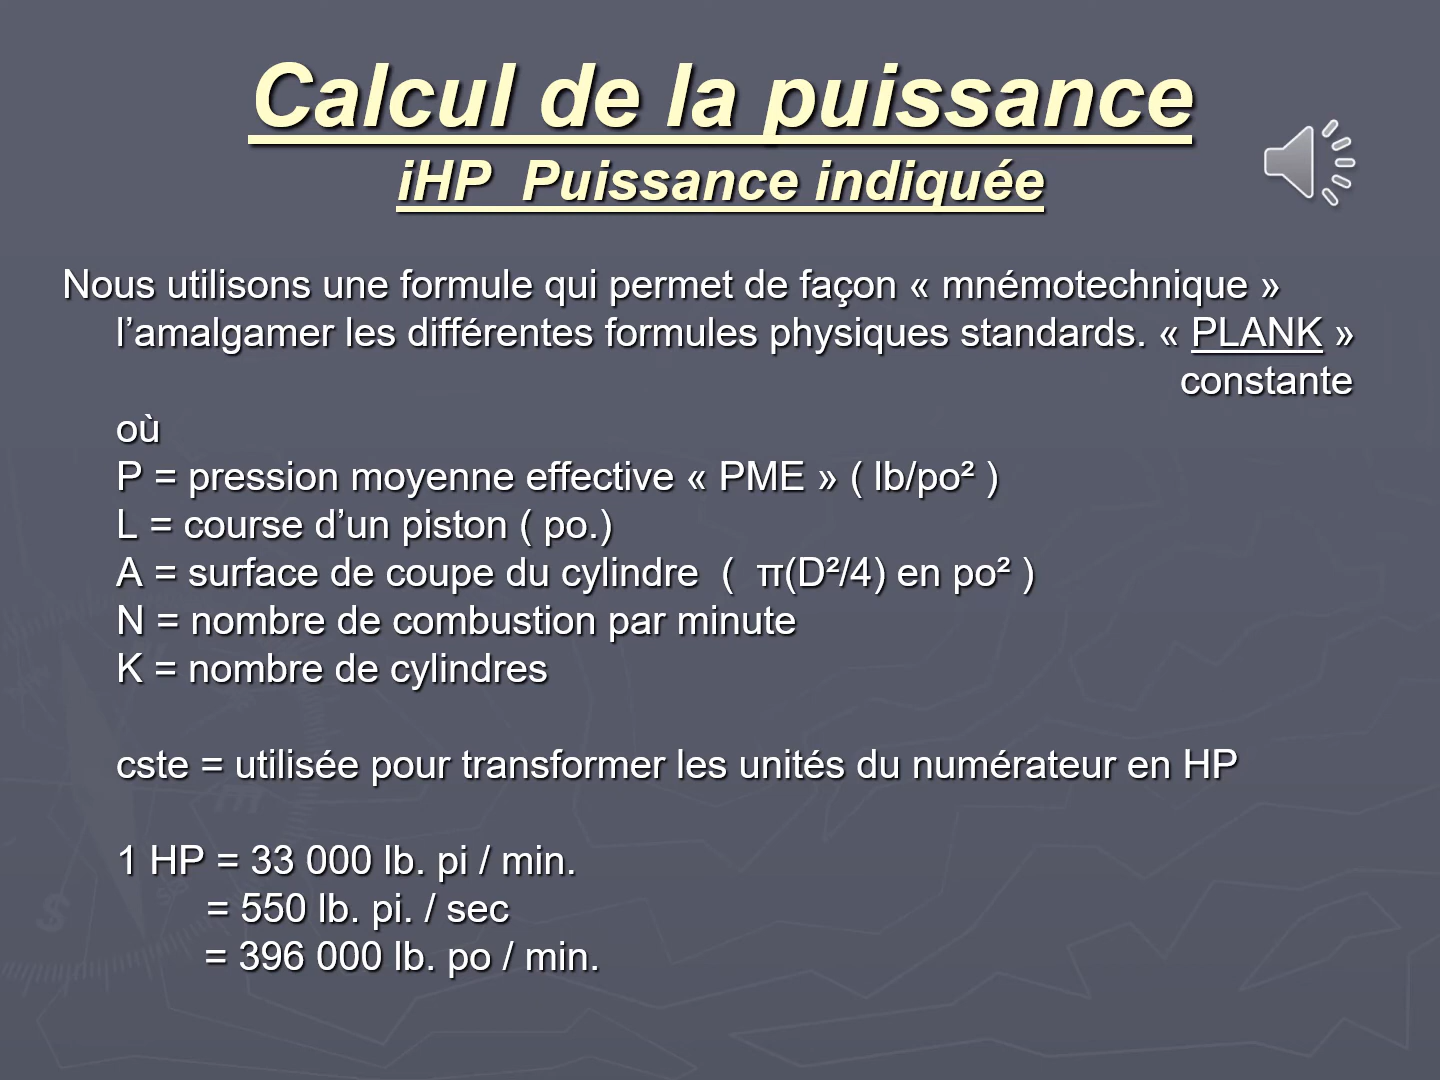 Calcul de la puissance
iHP  Puissance indiquée
Nous utilisons une formule qui permet de façon « mnémotechnique »
l’amalgamer les différentes formules physiques standards. « PLANK »
constante
où
P = pression moyenne effective « PME » ( lb/po² )
L = course d’un piston ( po.)
A = surface de coupe du cylindre  (  π(D²/4) en po² )
N = nombre de combustion par minute
K = nombre de cylindres
cste = utilisée pour transformer les unités du numérateur en HP
1 HP = 33 000 lb. pi / min.
= 550 lb. pi. / sec
= 396 000 lb. po / min.